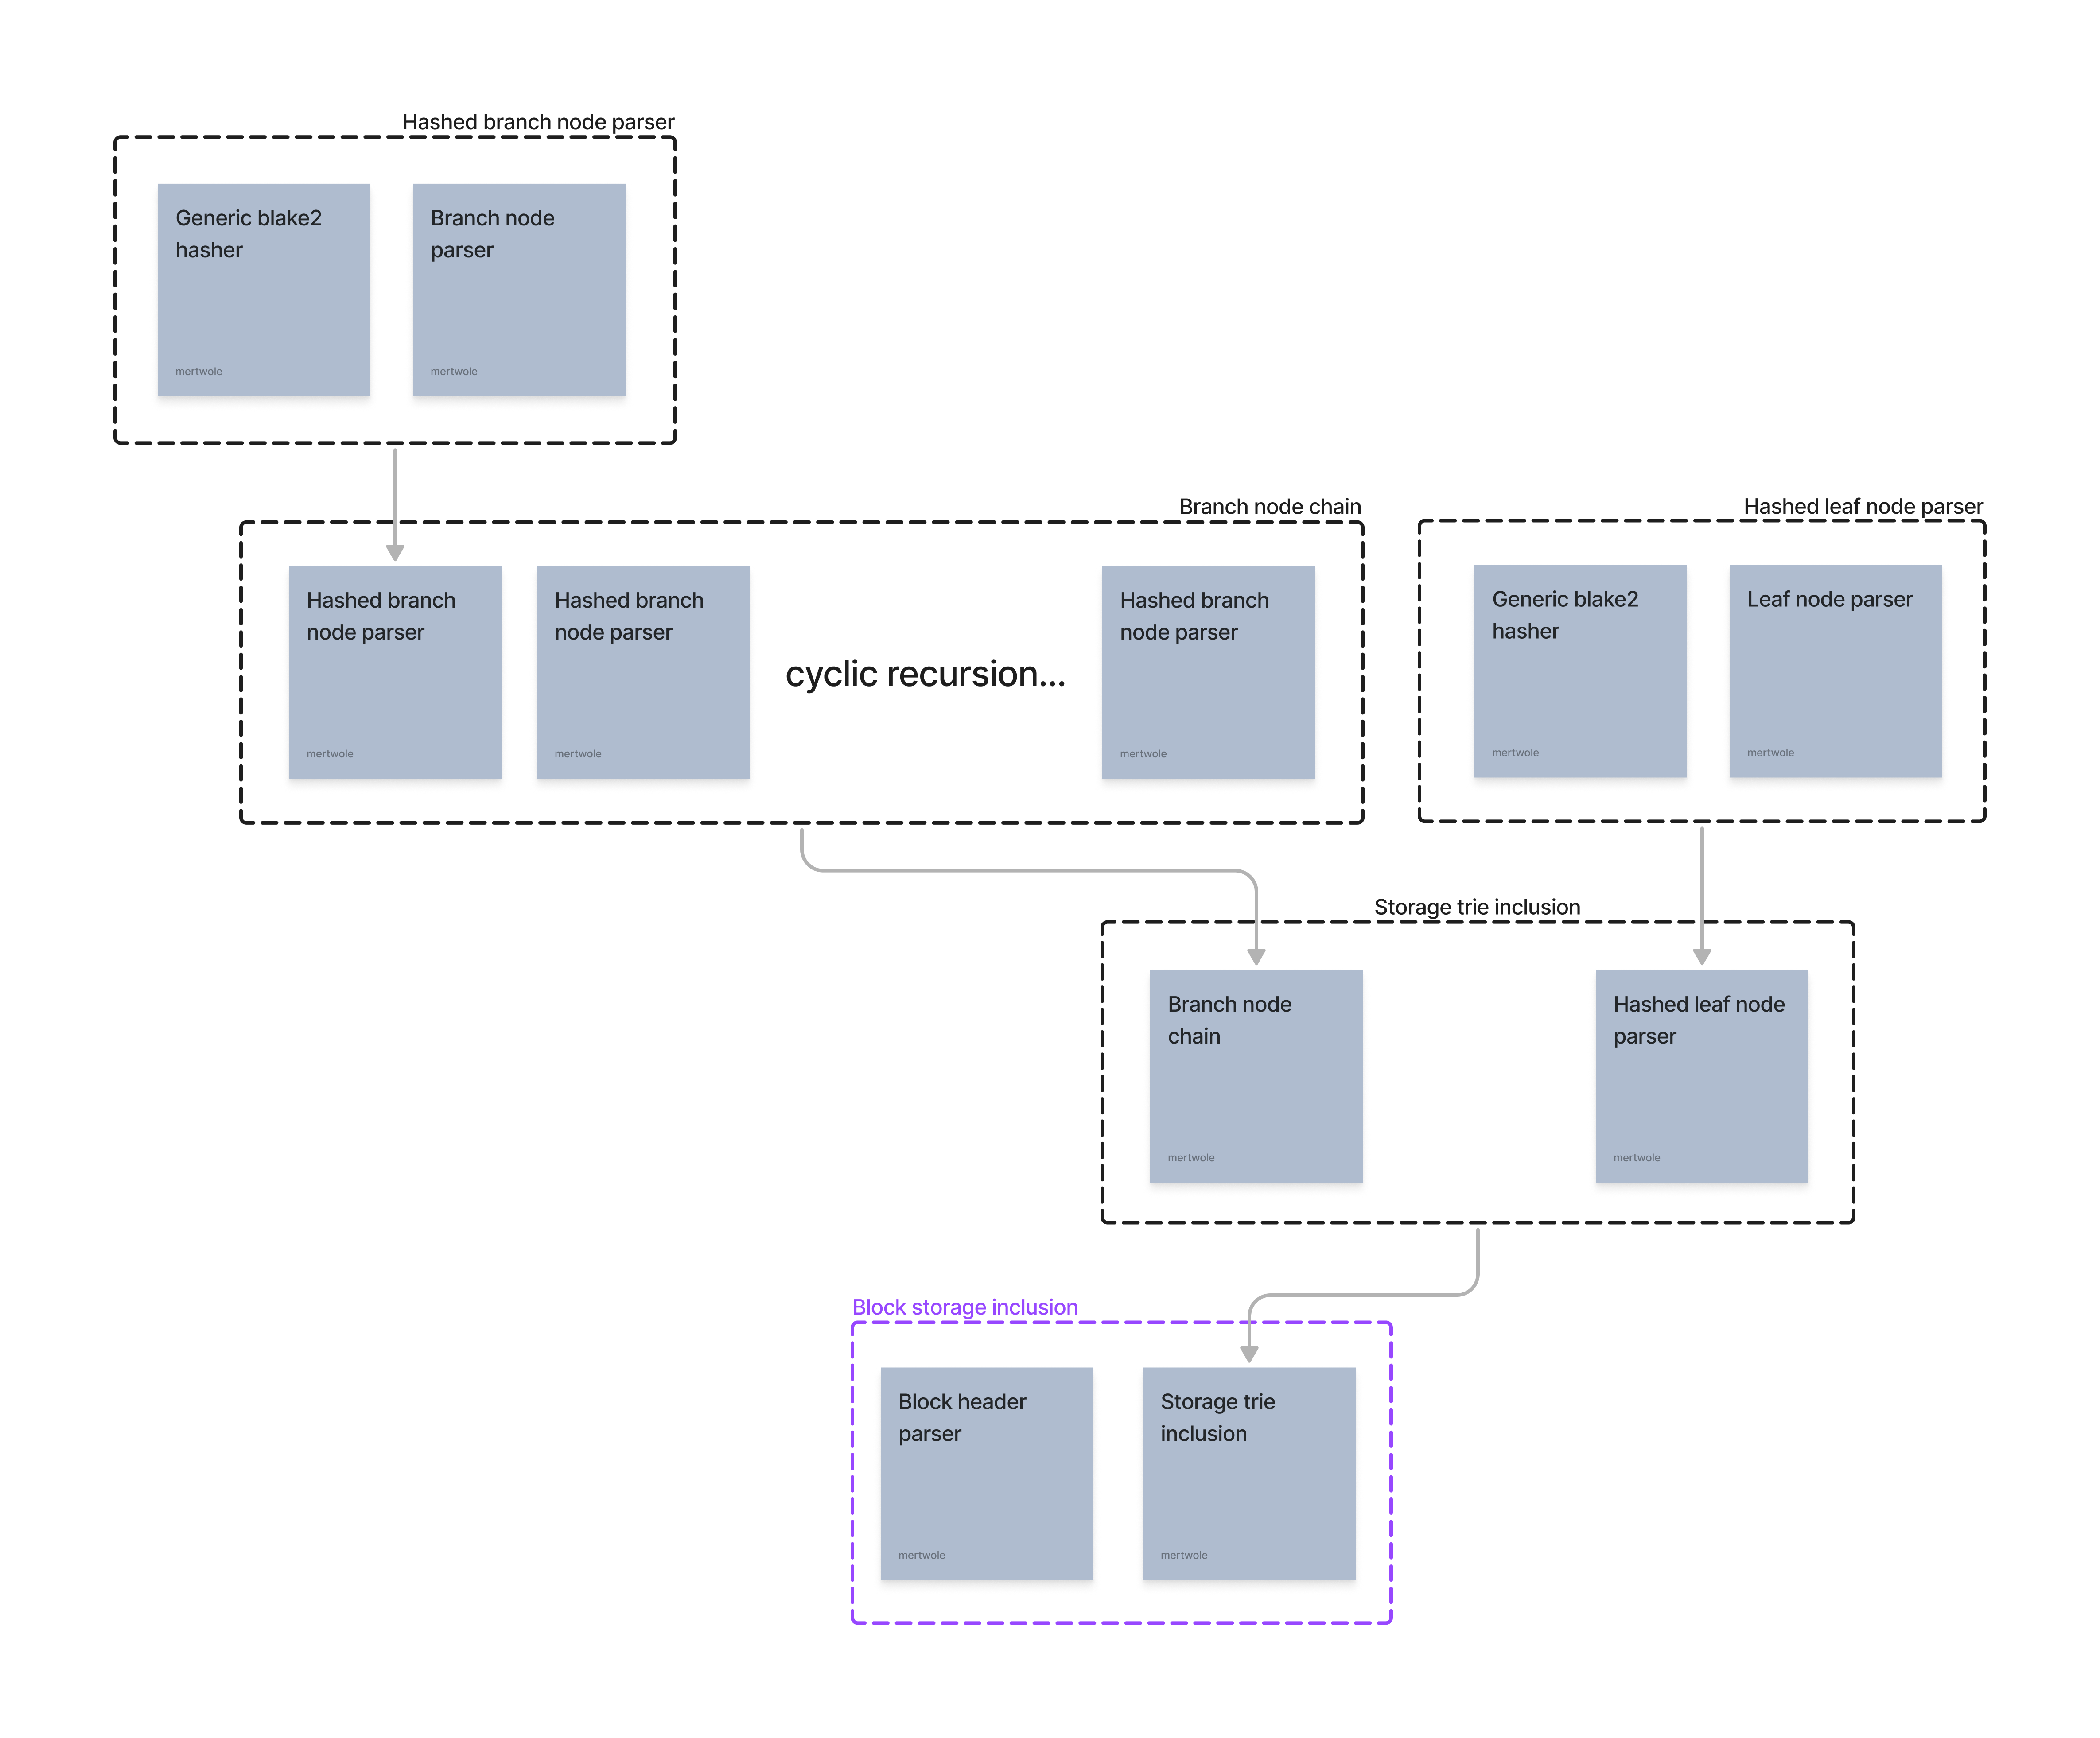 Hashed branch node parser
Generic blake2
hasher
mertwole
Branch node
parser
mertwole
Branch node chain
Hashed branch
node parser
mertwole
Hashed branch
node parser
mertwole
cyclic recursion...
Hashed branch
node parser
mertwole
Hashed leaf node parser
Generic blake2
hasher
mertwole
Leaf node parser
mertwole
Storage trie inclusion
Branch node
chain
mertwole
Hashed leaf node
parser
mertwole
Block storage inclusion
Block header
parser
mertwole
Storage trie
inclusion
mertwole